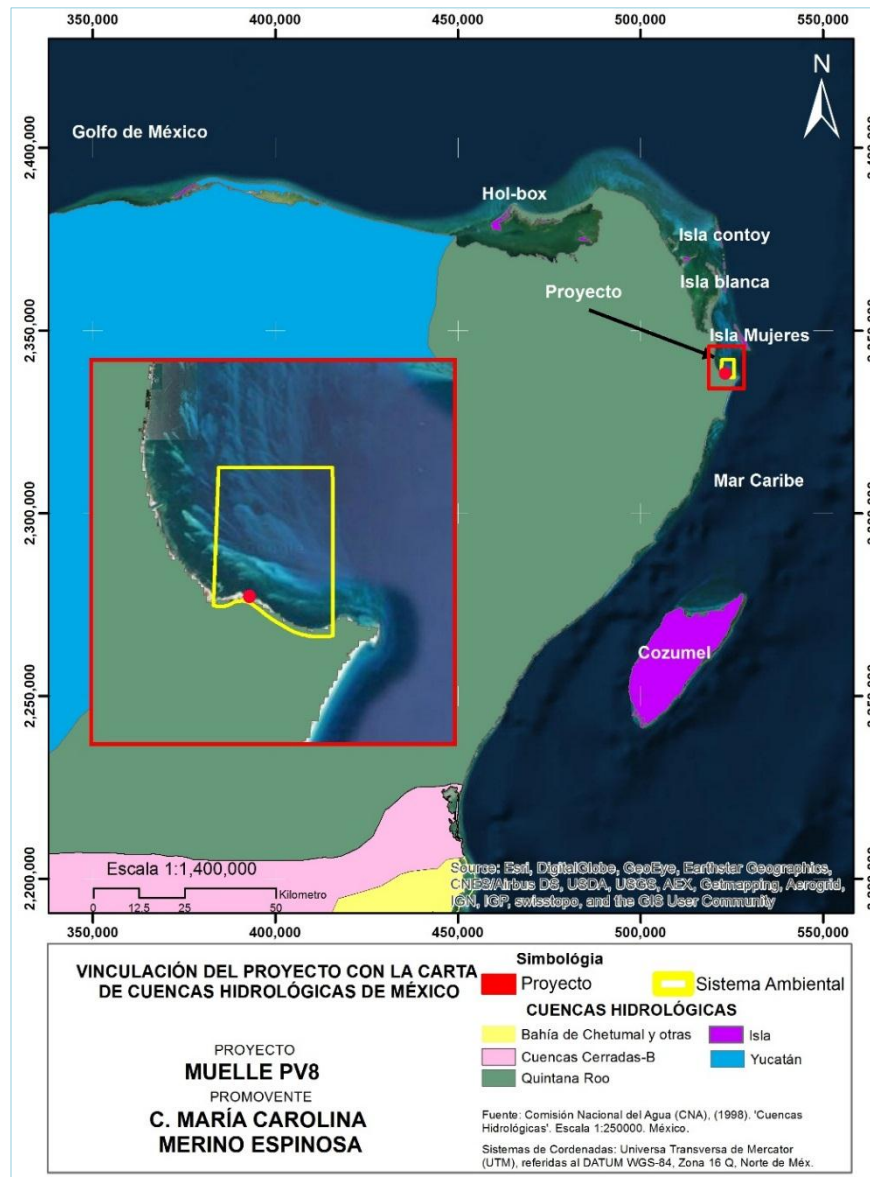 350,000 400,000 450,000 500,000 550,000
N
Golfo de México
2,400,000
Hol-box
Isla contoy
Isla blanca
Proyecto
2,350,000
Isla Mujeres
Mar Caribe
2,300,000 2,300,000
Cozumel
2,250,000
Escala 1:1,400,000
Kilometro
0 12.5 25 50
2,200,000 2,200,000
Source: Esri, DigitalGlobe, GeoEye, Earthstar Geographics,
CNES/Airbus DS, USDA, USGS, AEX, Getmapping, Aerogrid,
IGN, IGP, swisstopo, and the GIS User Community
350,000 400,000 450,000 500,000 550,000
VINCULACIÓN DEL PROYECTO CON LA CARTA
DE CUENCAS HIDROLÓGICAS DE MÉXICO
PROYECTO
MUELLE PV8
PROMOVENTE
C. MARÍA CAROLINA
MERINO ESPINOSA
Simbológia
Proyecto Sistema Ambiental
CUENCAS HIDROLÓGICAS
Bahía de Chetumal y otras Isla
Cuencas Cerradas-B Yucatán
Quintana Roo
Fuente: Comisión Nacional del Agua (CNA), (1998). 'Cuencas
Hidrológicas'. Escala 1:250000. México.
Sistemas de Cordenadas: Universa Transversa de Mercator
(UTM), referidas al DATUM WGS-84, Zona 16 Q, Norte de Méx.